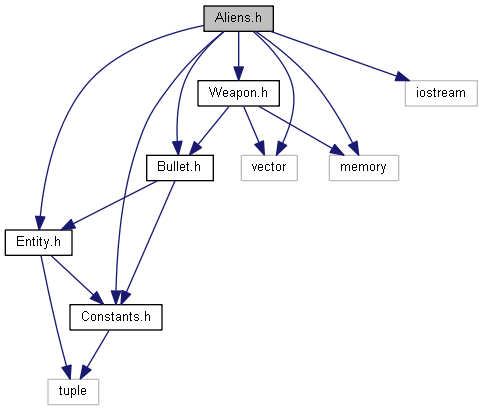 Aliens.h
Weapon.h
iostream
Bullet.h
vector
memory
Entity.h
Constants.h
tuple